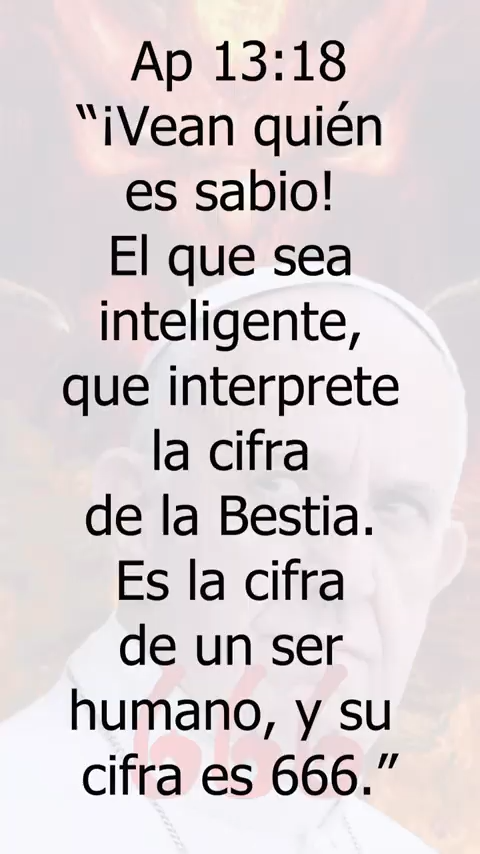 Ap 13:18
“¡Vean quién
es sabio!
El que sea
inteligente,
que interprete
la cifra
de la Bestia.
Es la cifra
de un ser
humano, y su
cifra es 666.”
666